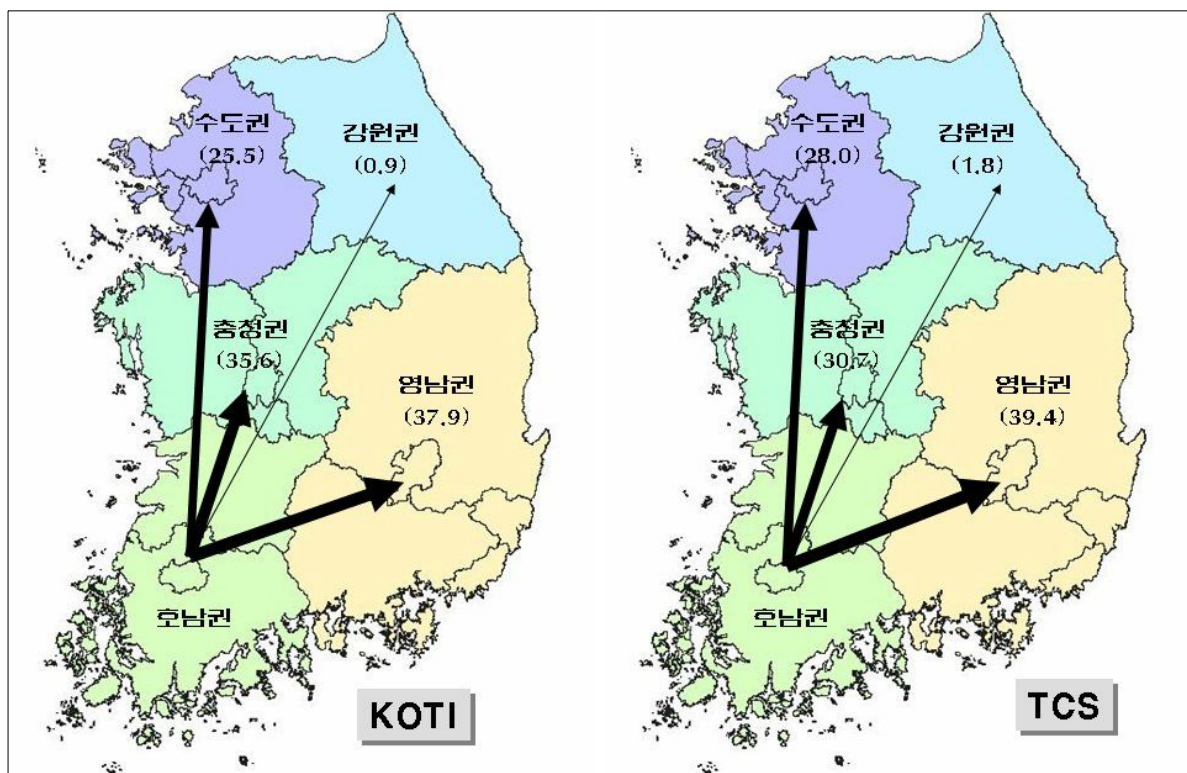 수도권
(25.5)
강원권
(0.9)
충청권
(35.6)
영남권
(37.9)
호남권
KOTI
수도권
(28.0)
강원권
(1.8)
충청권
(30.7)
영남권
(39.4)
호남권
TCS